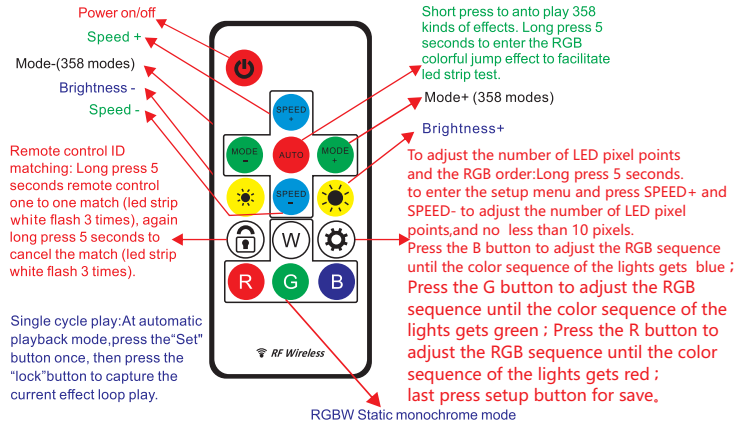 Power on/off
Speed +
Mode-(358 modes)
Brightness -
Speed -
Remote control ID
matching: Long press 5
seconds remote control
one to one match (led strip
white flash 3 times), again
long press 5 seconds to
cancel the match (led strip
white flash 3 times).
Single cycle play:At automatic
playback mode,press the“Set"
button once, then press the
“lock”button to capture the
current effect loop play.
SPEED
+
MODE
-
AUTO
MODE
+
SPEED
-
W
R
G
B
RF Wireless
Short press to anto play 358
kinds of effects. Long press 5
seconds to enter the RGB
colorful jump effect to facilitate
led strip test.
Mode+ (358 modes)
Brightness+
To adjust the number of LED pixel points
and the RGB order:Long press 5 seconds.
to enter the setup menu and press SPEED+ and
SPEED- to adjust the number of LED pixel
points,and no less than 10 pixels.
Press the B button to adjust the RGB sequence
until the color sequence of the lights gets blue；
Press the G button to adjust the RGB
sequence until the color sequence of the
lights gets green；Press the R button to
adjust the RGB sequence until the color
sequence of the lights gets red；
last press setup button for save。
RGBW Static monochrome mode